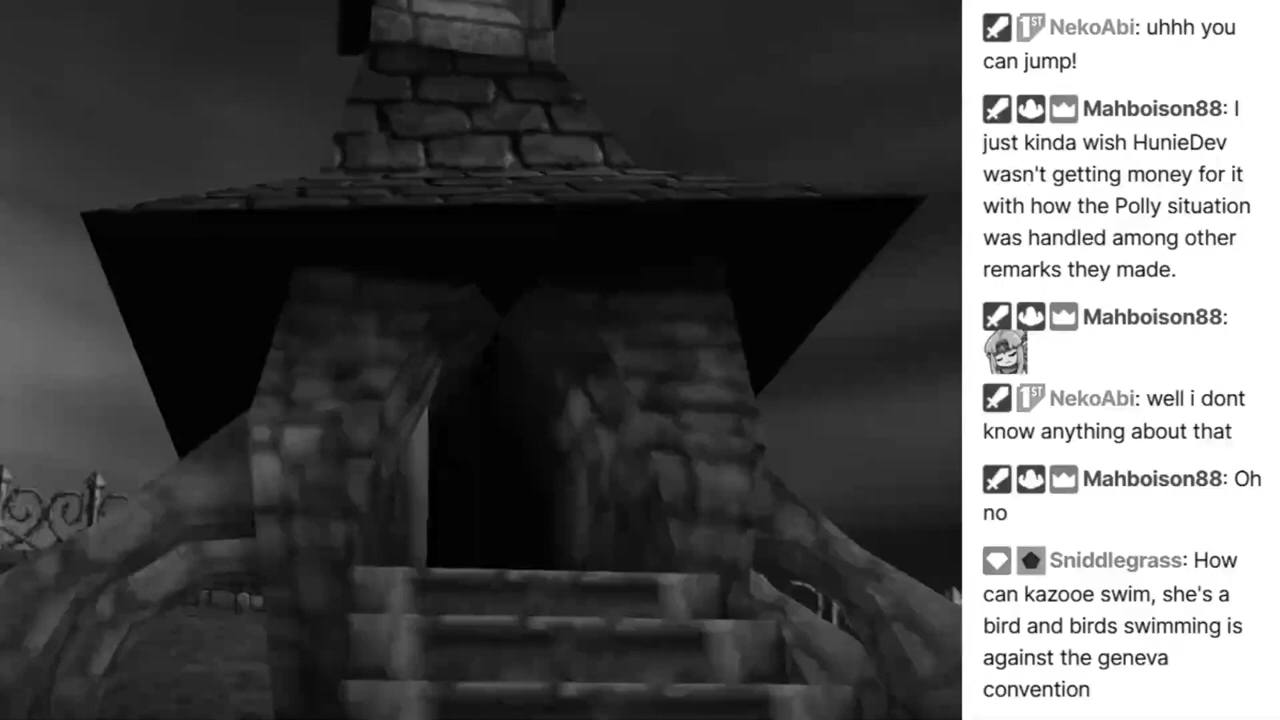 1ST NekoAbi: uhhh you
can jump!
Mahboison88: I
just kinda wish HunieDev
wasn't getting money for it
with how the Polly situation
was handled among other
remarks they made.
Mahboison88:
1ST NekoAbi: well i dont
know anything about that
Mahboison88: Oh
no
Sniddlegrass: How
can kazooe swim, she's a
bird and birds swimming is
against the geneva
convention